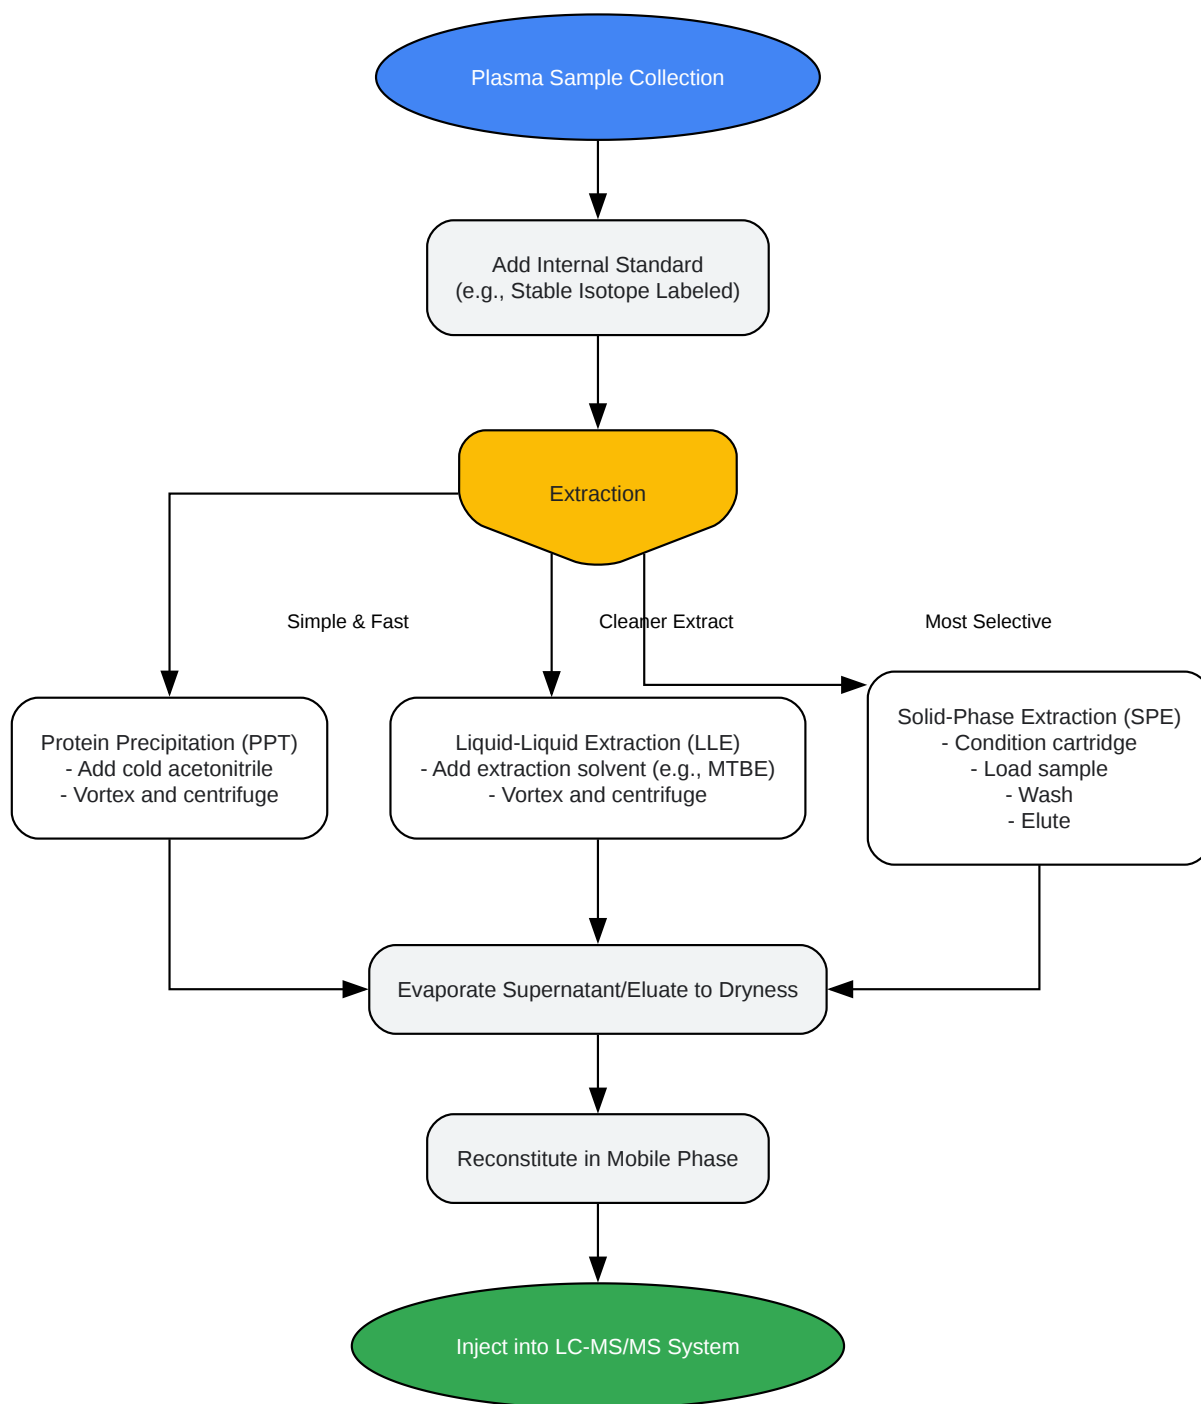 Plasma Sample Collection
Add Internal Standard
(e.g., Stable Isotope Labeled)
Extraction
Simple & Fast
Cleaner Extract
Most Selective
Protein Precipitation (PPT)
- Add cold acetonitrile
- Vortex and centrifuge
Liquid-Liquid Extraction (LLE)
- Add extraction solvent (e.g., MTBE)
- Vortex and centrifuge
Solid-Phase Extraction (SPE)
- Condition cartridge
- Load sample
- Wash
- Elute
Evaporate Supernatant/Eluate to Dryness
Reconstitute in Mobile Phase
Inject into LC-MS/MS System